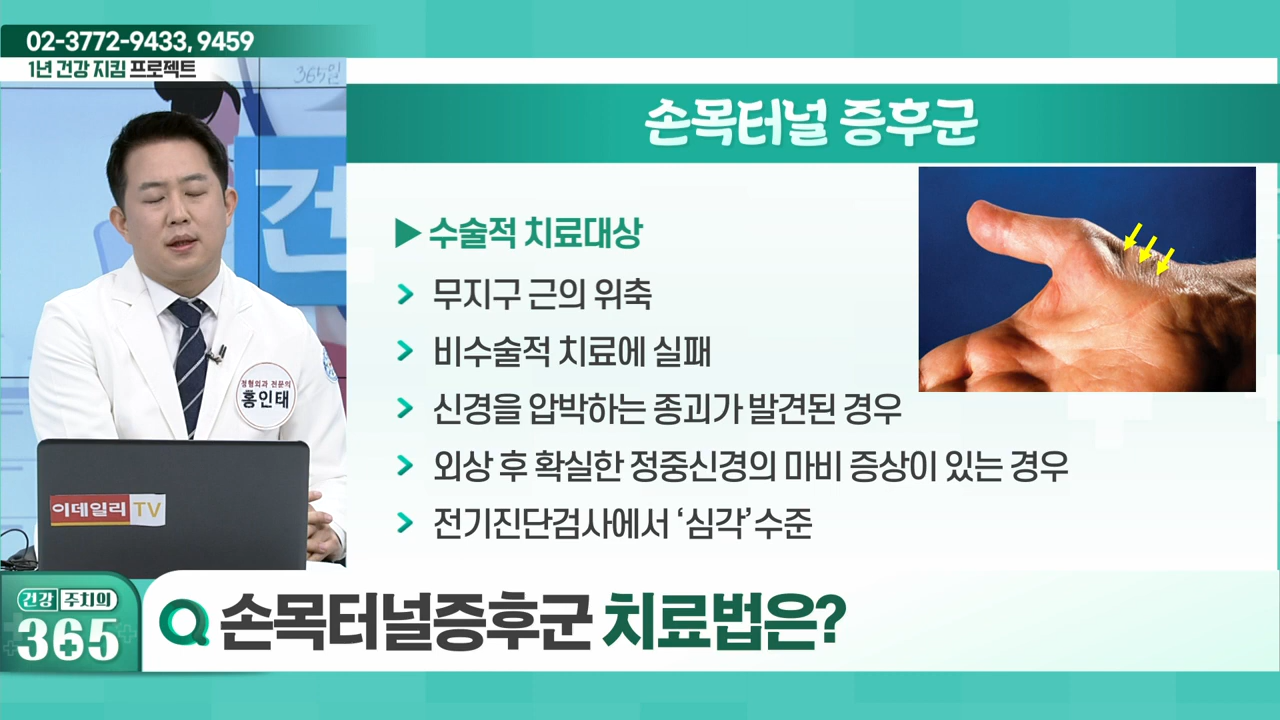 02-3772-9433, 9459
1년 건강 지킴 프로젝트
365일
건
손목터널 증후군
▶수술적 치료대상
> 무지구 근의 위축
> 비수술적 치료에 실패
> 신경을 압박하는 종괴가 발견된 경우
> 외상 후 확실한 정중신경의 마비 증상이 있는 경우
> 전기진단검사에서 ‘심각’수준
정형외과 전문의
홍인태
이데일리 TV
건강 주치의
365
Q 손목터널증후군 치료법은?